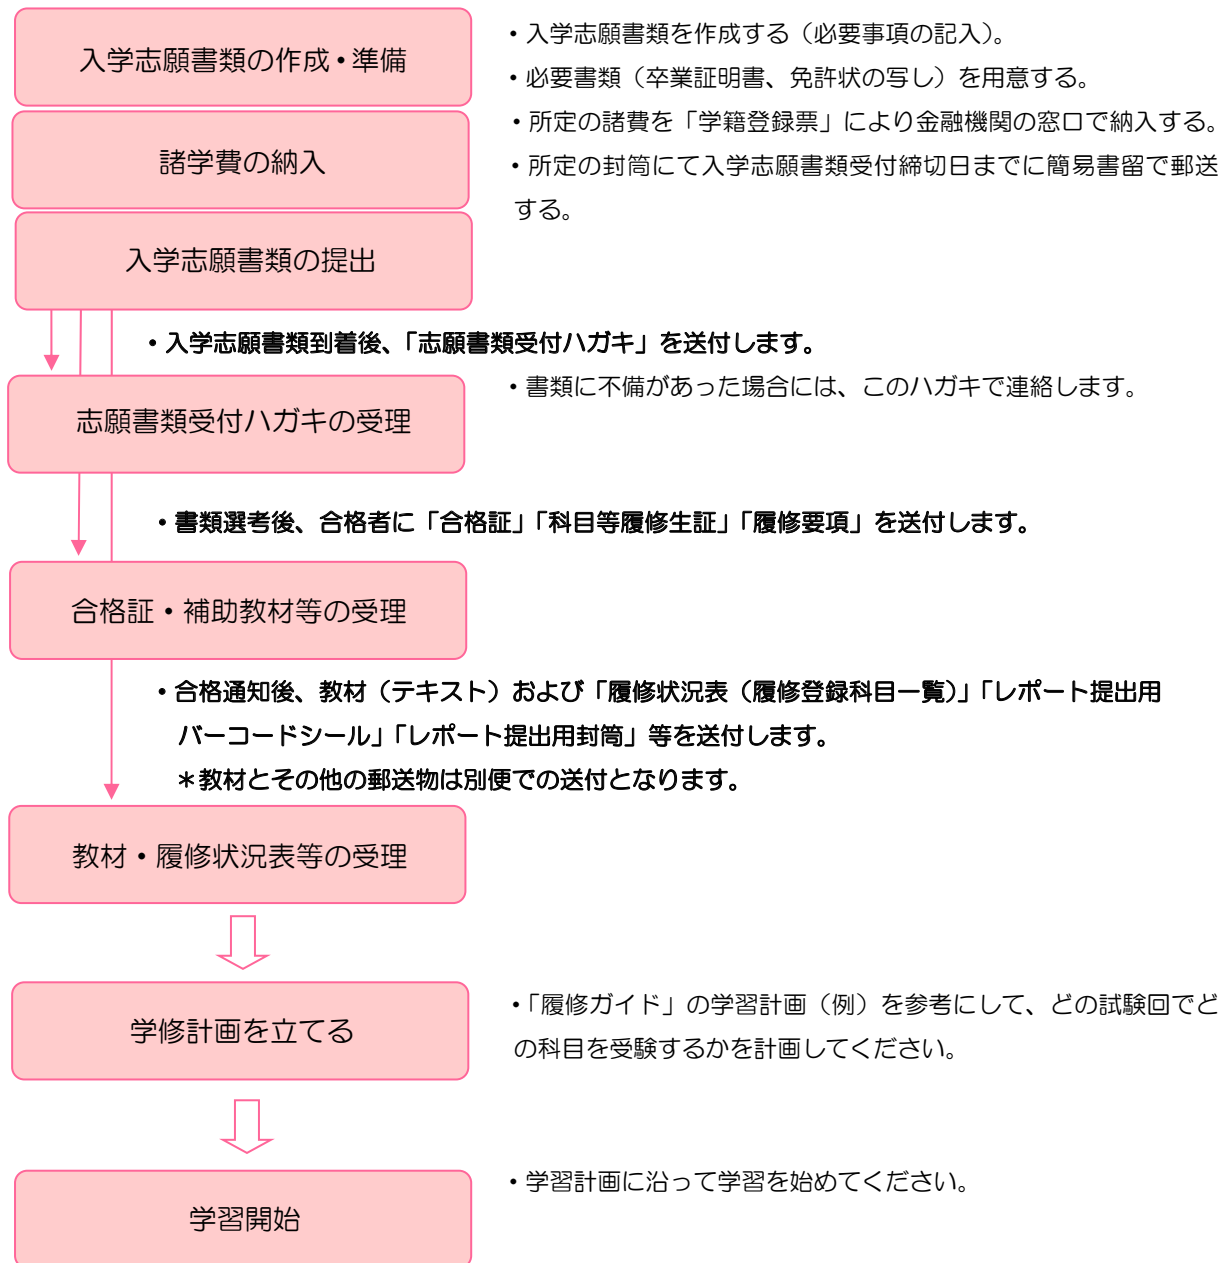 入学志願書類の作成・準備
・入学志願書類を作成する（必要事項の記入）。
・必要書類（卒業証明書、免許状の写し）を用意する。
・所定の諸費を「学籍登録票」により金融機関の窓口で納入する。
・所定の封筒にて入学志願書類受付締切日までに簡易書留で郵送
する。
諸学費の納入
入学志願書類の提出
・入学志願書類到着後、「志願書類受付ハガキ」を送付します。
・書類に不備があった場合には、このハガキで連絡します。
志願書類受付ハガキの受理
・書類選考後、合格者に「合格証」「科目等履修生証」「履修要項」を送付します。
合格証・補助教材等の受理
・合格通知後、教材（テキスト）および「履修状況表（履修登録科目一覧）」「レポート提出用
バーコードシール」「レポート提出用封筒」等を送付します。
＊教材とその他の郵送物は別便での送付となります。
教材・履修状況表等の受理
学修計画を立てる
・「履修ガイド」の学習計画（例）を参考にして、どの試験回でど
の科目を受験するかを計画してください。
・学習計画に沿って学習を始めてください。
学習開始